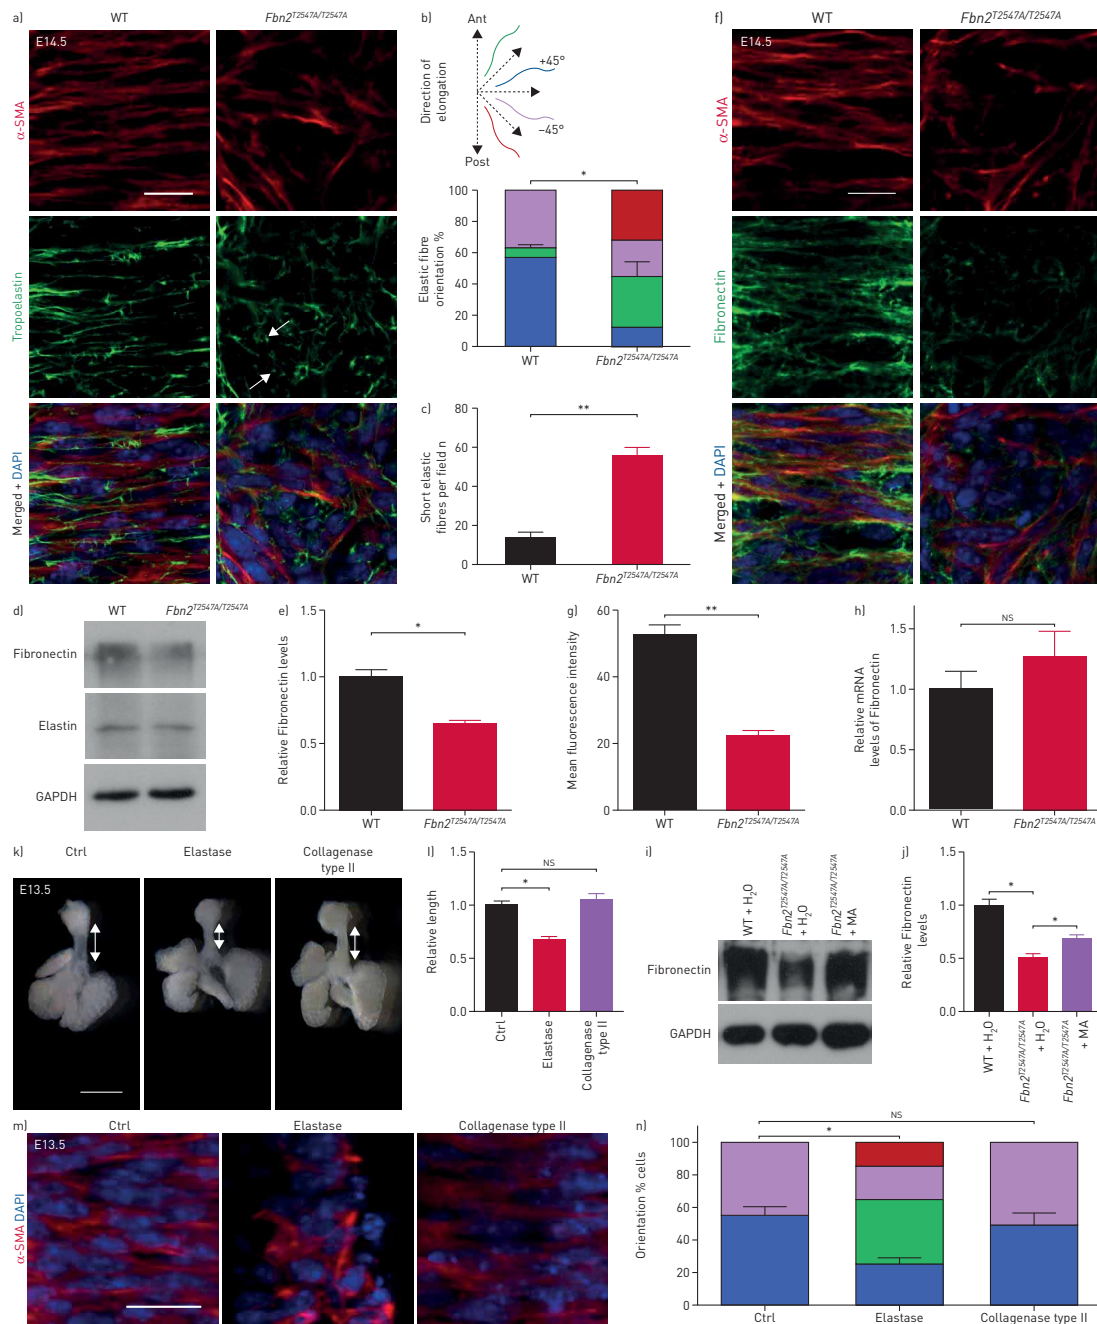 a)
WT
Fbn2T2547A/T2547A
E14.5
α-SMA
Tropoelastin
Merged + DAPI
b)
Ant
Direction of
elongation
+45°
–45°
Post
*
100
80
60
40
20
0
Elastic fibre
orientation %
WT
Fbn2T2547A/T2547A
c)
**
80
60
40
20
0
Short elastic
fibres per field n
WT
Fbn2T2547A/T2547A
f)
WT
Fbn2T2547A/T2547A
E14.5
α-SMA
Fibronectin
Merged + DAPI
d)
WT
Fbn2T2547A/T2547A
Fibronectin
Elastin
GAPDH
e)
*
1.5
1.0
0.5
0.0
Relative Fibronectin levels
WT
Fbn2T2547A/T2547A
g)
**
60
40
20
0
Mean fluorescence intensity
WT
Fbn2T2547A/T2547A
h)
NS
1.5
1.0
0.5
0.0
Relative mRNA
levels of Fibronectin
WT
Fbn2T2547A/T2547A
k)
Ctrl
Elastase
Collagenase
type II
E13.5
l)
NS
*
1.5
1.0
0.5
0.0
Relative length
Ctrl
Elastase
Collagenase
type II
i)
WT + H2O
Fbn2T2547A/T2547A
+ H2O
Fbn2T2547A/T2547A
+ MA
Fibronectin
GAPDH
j)
*
*
1.5
1.0
0.5
0.0
Relative Fibronectin
levels
WT + H2O
Fbn2T2547A/T2547A
+ H2O
Fbn2T2547A/T2547A
+ MA
m)
Ctrl
Elastase
Collagenase type II
E13.5
α-SMA DAPI
n)
NS
*
100
80
60
40
20
0
Orientation % cells
Ctrl
Elastase
Collagenase type II